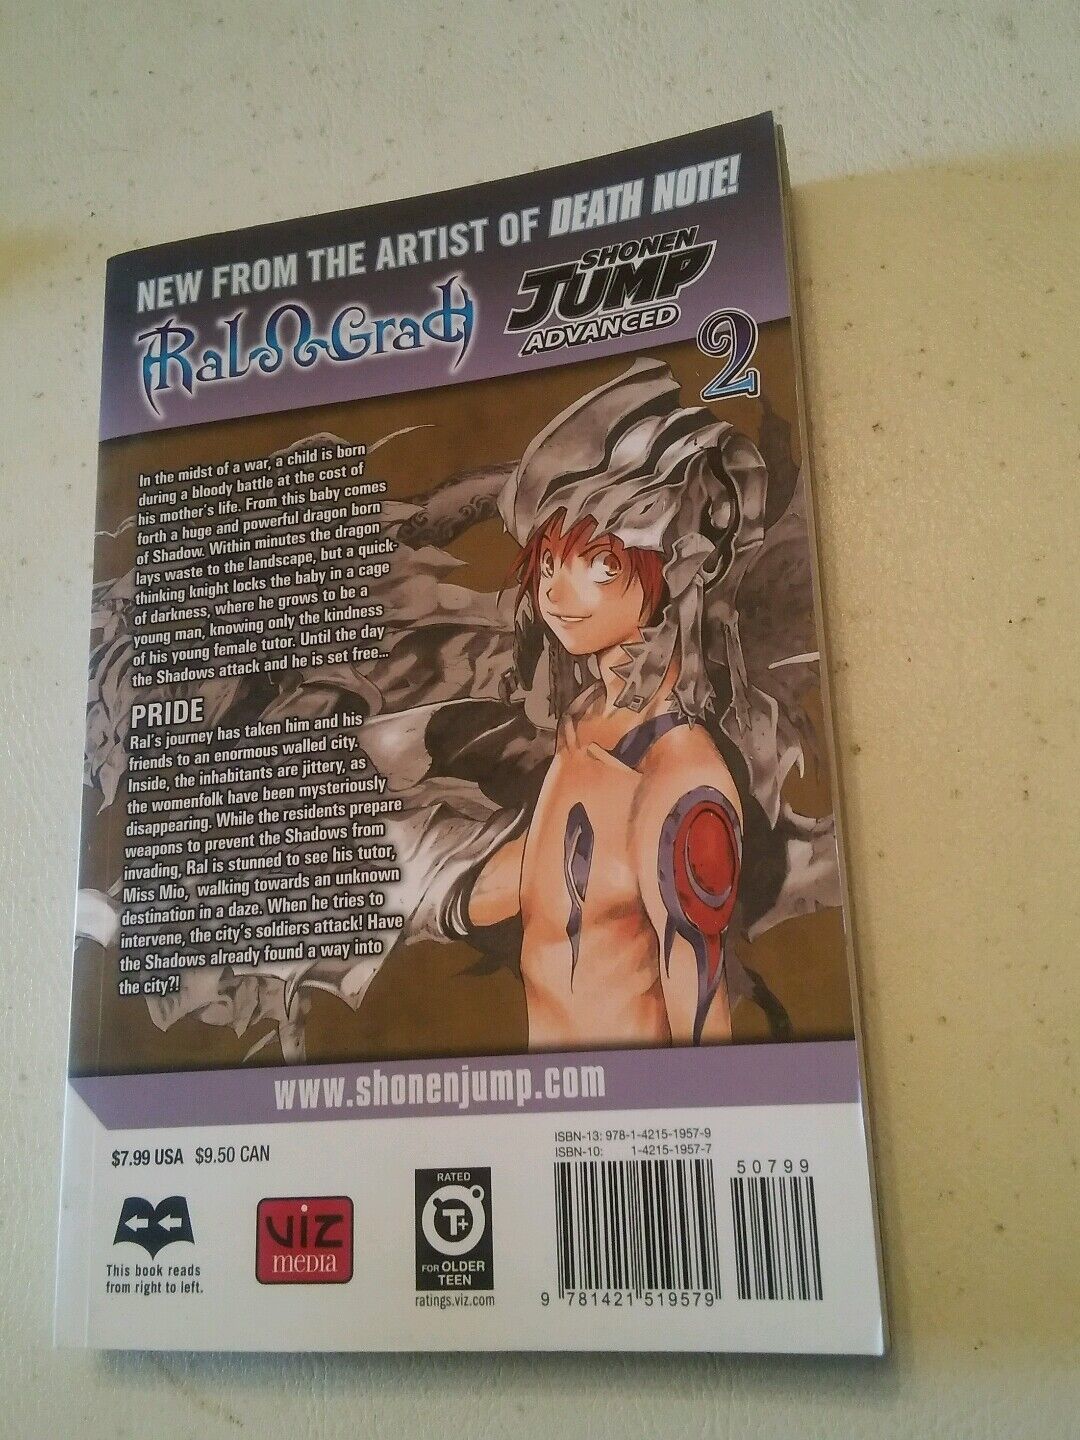 NEW FROM THE ARTIST OF DEATH NOTE!
RalΩGrad
SHONEN
JUMP
ADVANCED
2
In the midst of a war, a child is born
during a bloody battle at the cost of
his mother's life. From this baby comes
forth a huge and powerful dragon born
of Shadow. Within minutes the dragon
lays waste to the landscape, but a quick-
thinking knight locks the baby in a cage
of darkness, where he grows to be a
young man, knowing only the kindness
of his young female tutor. Until the day
the Shadows attack and he is set free...
PRIDE
Ral's journey has taken him and his
friends to an enormous walled city.
Inside, the inhabitants are jittery, as
the womenfolk have been mysteriously
disappearing. While the residents prepare
weapons to prevent the Shadows from
invading, Ral is stunned to see his tutor,
Miss Mio, walking towards an unknown
destination in a daze. When he tries to
intervene, the city's soldiers attack! Have
the Shadows already found a way into
the city?!
www.shonenjump.com
$7.99 USA $9.50 CAN
This book reads
from right to left.
VIZ
MEDIA
RATED
T+
FOR OLDER
TEEN
ratings.viz.com
ISBN-13: 978-1-4215-1957-9
ISBN-10: 1-4215-1957-7
50799
9 781421 519579